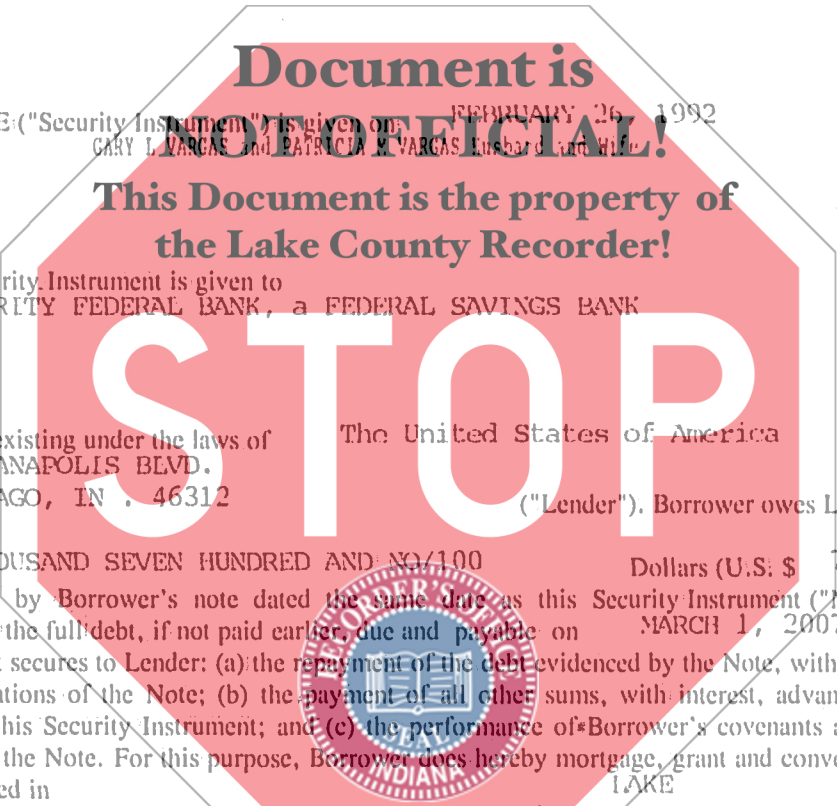 Document is
E ("Security Instrument") is given on FEBRUARY 26, 1992
NOT OFFICIAL!
GARY L VARGAS and PATRICIA M VARGAS Husband and Wife
This Document is the property of
the Lake County Recorder!
rity Instrument is given to
RITY FEDERAL BANK, a FEDERAL SAVINGS BANK
STOP
existing under the laws of The United States of America
ANAPOLIS BLVD.
AGO, IN . 46312
("Lender"). Borrower owes L
OUSAND SEVEN HUNDRED AND NO/100
Dollars (U.S. $
by Borrower's note dated the same date as this Security Instrument ("N
the full debt, if not paid earlier, due and payable on MARCH 1, 2007
secures to Lender: (a) the repayment of the debt evidenced by the Note, with
ations of the Note; (b) the payment of all other sums, with interest, advan
his Security Instrument; and (c) the performance of Borrower's covenants a
the Note. For this purpose, Borrower does hereby mortgage, grant and conve
ed in LAKE
RECORDER'S OFFICE
SEAL
INDIANA